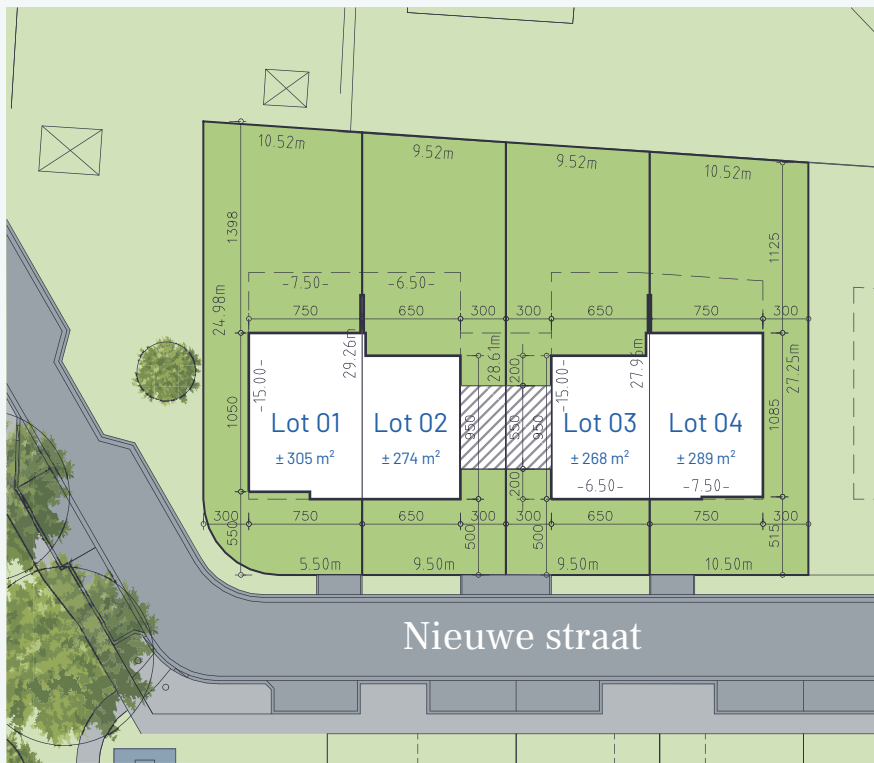 10.52m
9.52m
9.52m
10.52m
1398
1125
-7.50-
-6.50-
24.98m
750
650
300
300
650
750
300
29.26m
28.61m
27.96m
27.25m
-15.00-
200
-15.00-
1050
Lot 01
Lot 02
950
550
950
Lot 03
Lot 04
1085
± 305 m²
± 274 m²
± 268 m²
± 289 m²
200
-6.50-
-7.50-
300
750
650
300
300
650
750
300
550
500
500
515
5.50m
9.50m
9.50m
10.50m
Nieuwe straat